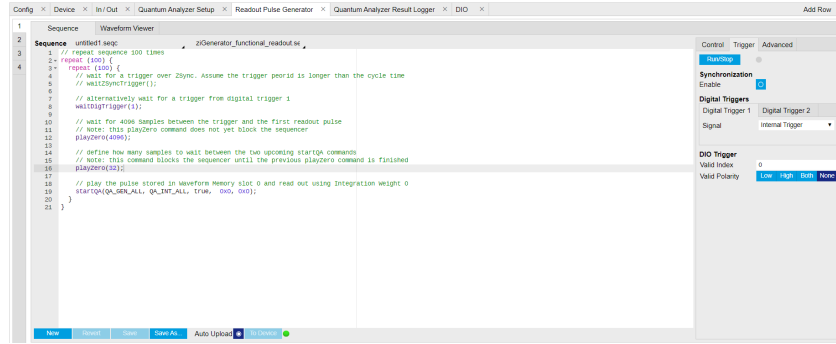 Config × Device × In / Out × Quantum Analyzer Setup × Readout Pulse Generator × Quantum Analyzer Result Logger × DIO × Add Row
1
2
3
4
Sequence Waveform Viewer
Sequence untitled1.seqc ziGenerator_functional_readout.se
1 // repeat sequence 100 times
2 repeat (100) {
3 repeat (100) {
4 // wait for a trigger over ZSync. Assume the trigger peorid is longer than the cycle time
5 // waitZSyncTrigger();
6
7 // alternatively wait for a trigger from digital trigger 1
8 waitDigTrigger(1);
9
10 // wait for 4096 Samples between the trigger and the first readout pulse
11 // Note: this playZero command does not yet block the sequencer
12 playZero(4096);
13
14 // define how many samples to wait between the two upcoming startQA commands
15 // Note: this command blocks the sequencer until the previous playZero command is finished
16 playZero(32);
17
18 // play the pulse stored in Waveform Memory slot 0 and read out using Integration Weight 0
19 startQA(QA_GEN_ALL, QA_INT_ALL, true, 0x0, 0x0);
20 }
21 }
New Revert Save Save As... Auto Upload To Device
Control Trigger Advanced
Run/Stop
Synchronization
Enable
Digital Triggers
Digital Trigger 1 Digital Trigger 2
Signal Internal Trigger
DIO Trigger
Valid Index 0
Valid Polarity Low High Both None